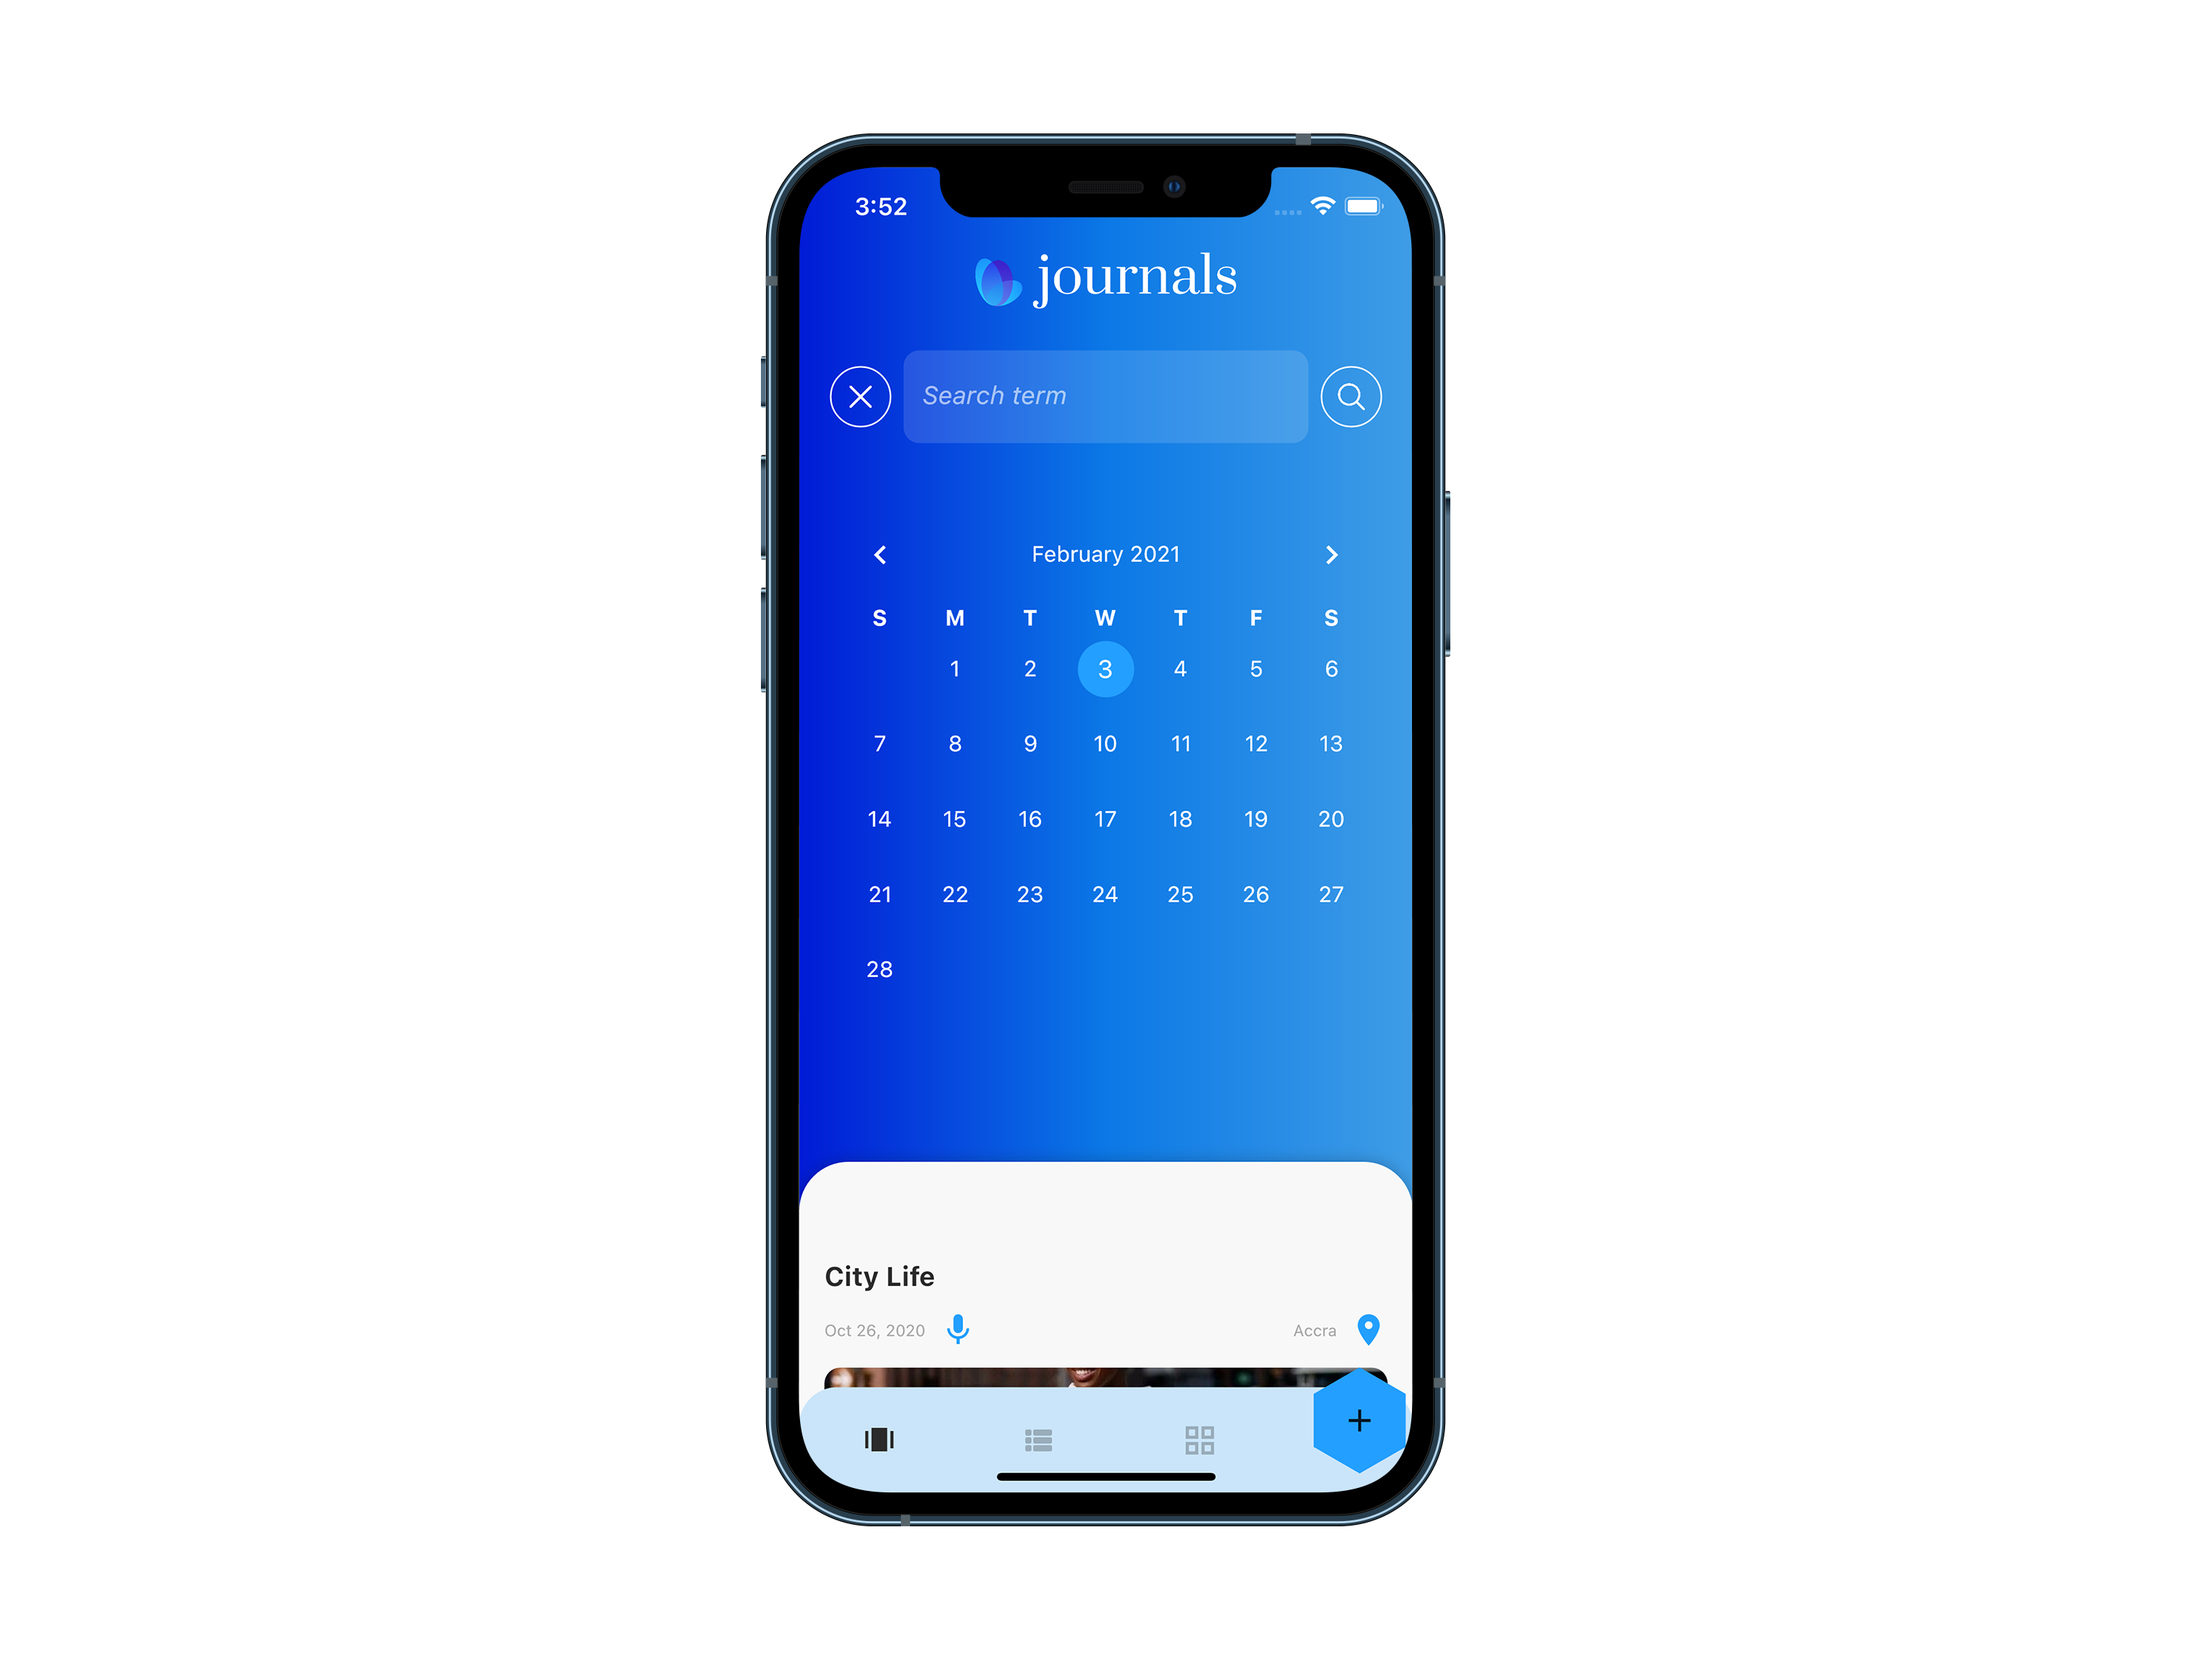 3:52
journals
Search term
February 2021
S M T W T F S
1 2 3 4 5 6
7 8 9 10 11 12 13
14 15 16 17 18 19 20
21 22 23 24 25 26 27
28
City Life
Oct 26, 2020 Accra
+